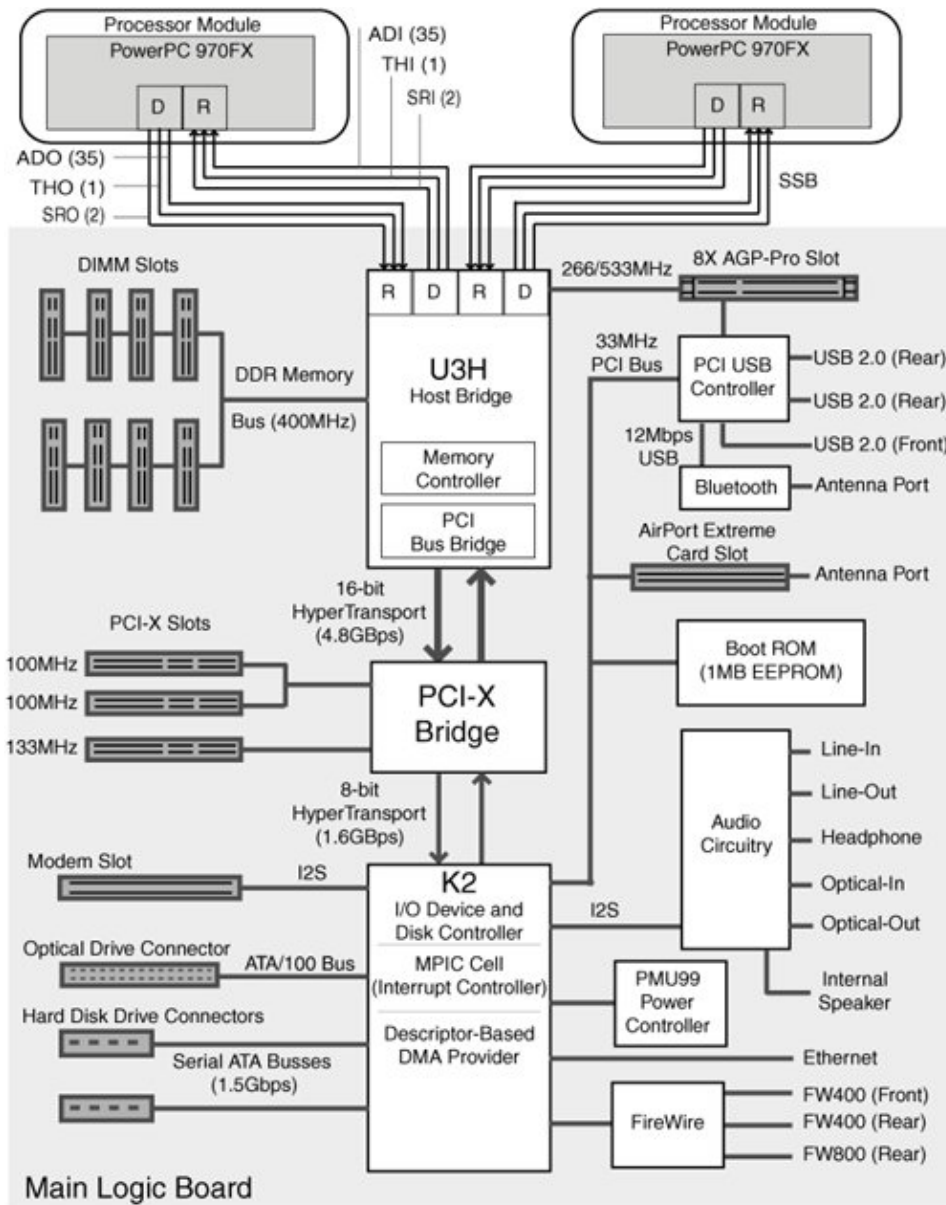 Processor Module
PowerPC 970FX
D R
ADI (35)
THI (1)
SRI (2)
Processor Module
PowerPC 970FX
D R
ADO (35)
THO (1)
SRO (2)
SSB
DIMM Slots
DDR Memory
Bus (400MHz)
R D R D
U3H
Host Bridge
Memory
Controller
PCI
Bus Bridge
266/533MHz
8X AGP-Pro Slot
33MHz
PCI Bus
PCI USB
Controller
USB 2.0 (Rear)
USB 2.0 (Rear)
USB 2.0 (Front)
12Mbps
USB
Bluetooth
Antenna Port
AirPort Extreme
Card Slot
Antenna Port
16-bit
HyperTransport
(4.8GBps)
PCI-X Slots
100MHz
100MHz
133MHz
PCI-X
Bridge
Boot ROM
(1MB EEPROM)
8-bit
HyperTransport
(1.6GBps)
Audio
Circuitry
Line-In
Line-Out
Headphone
Optical-In
Optical-Out
Internal
Speaker
Modem Slot
I2S
K2
I/O Device and
Disk Controller
MPIC Cell
(Interrupt Controller)
Descriptor-Based
DMA Provider
I2S
Optical Drive Connector
ATA/100 Bus
Hard Disk Drive Connectors
Serial ATA Busses
(1.5Gbps)
PMU99
Power
Controller
Ethernet
FireWire
FW400 (Front)
FW400 (Rear)
FW800 (Rear)
Main Logic Board